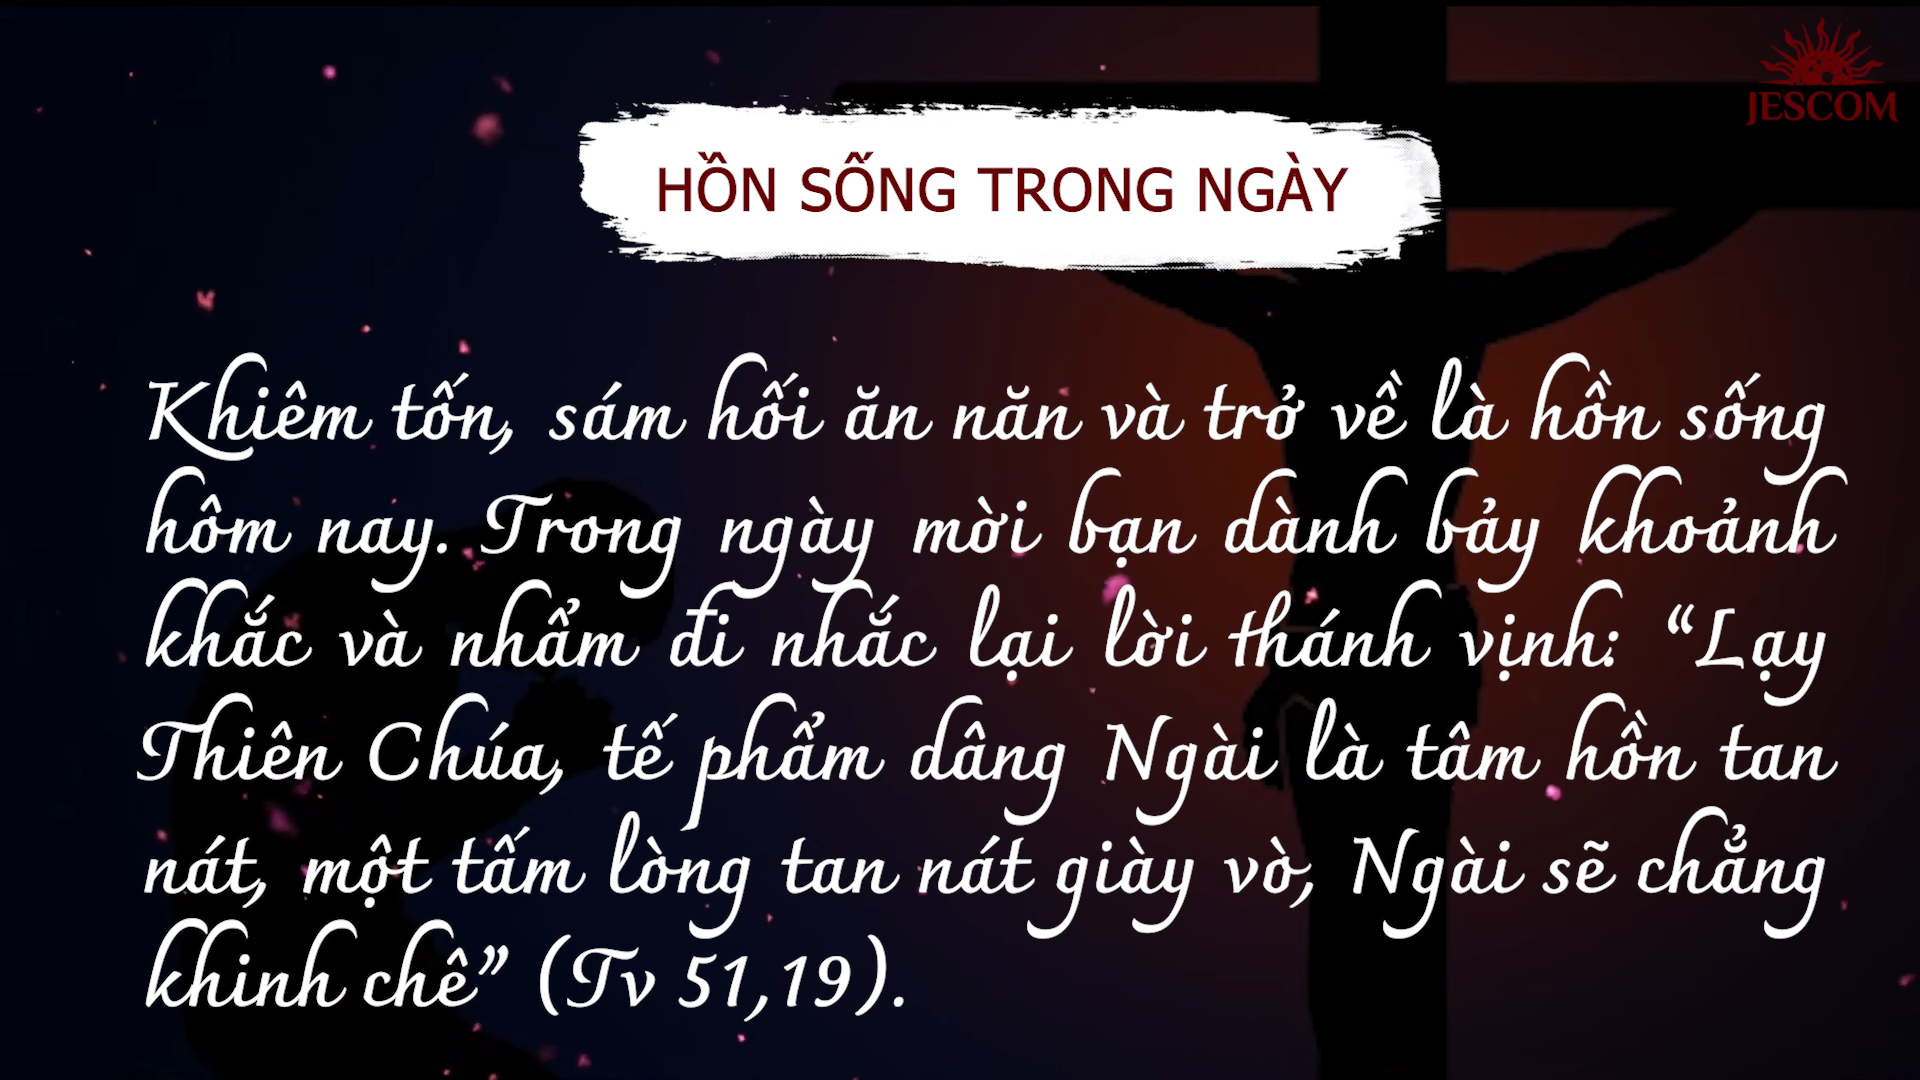 JESCOM
HỒN SỐNG TRONG NGÀY
Khiêm tốn, sám hối ăn năn và trở về là hồn sống
hôm nay. Trong ngày mời bạn dành bảy khoảnh
khắc và nhẩm đi nhắc lại lời thánh vịnh: “Lạy
Thiên Chúa, tế phẩm dâng Ngài là tâm hồn tan
nát, một tấm lòng tan nát giày vò, Ngài sẽ chẳng
khinh chê” (Tv 51,19).